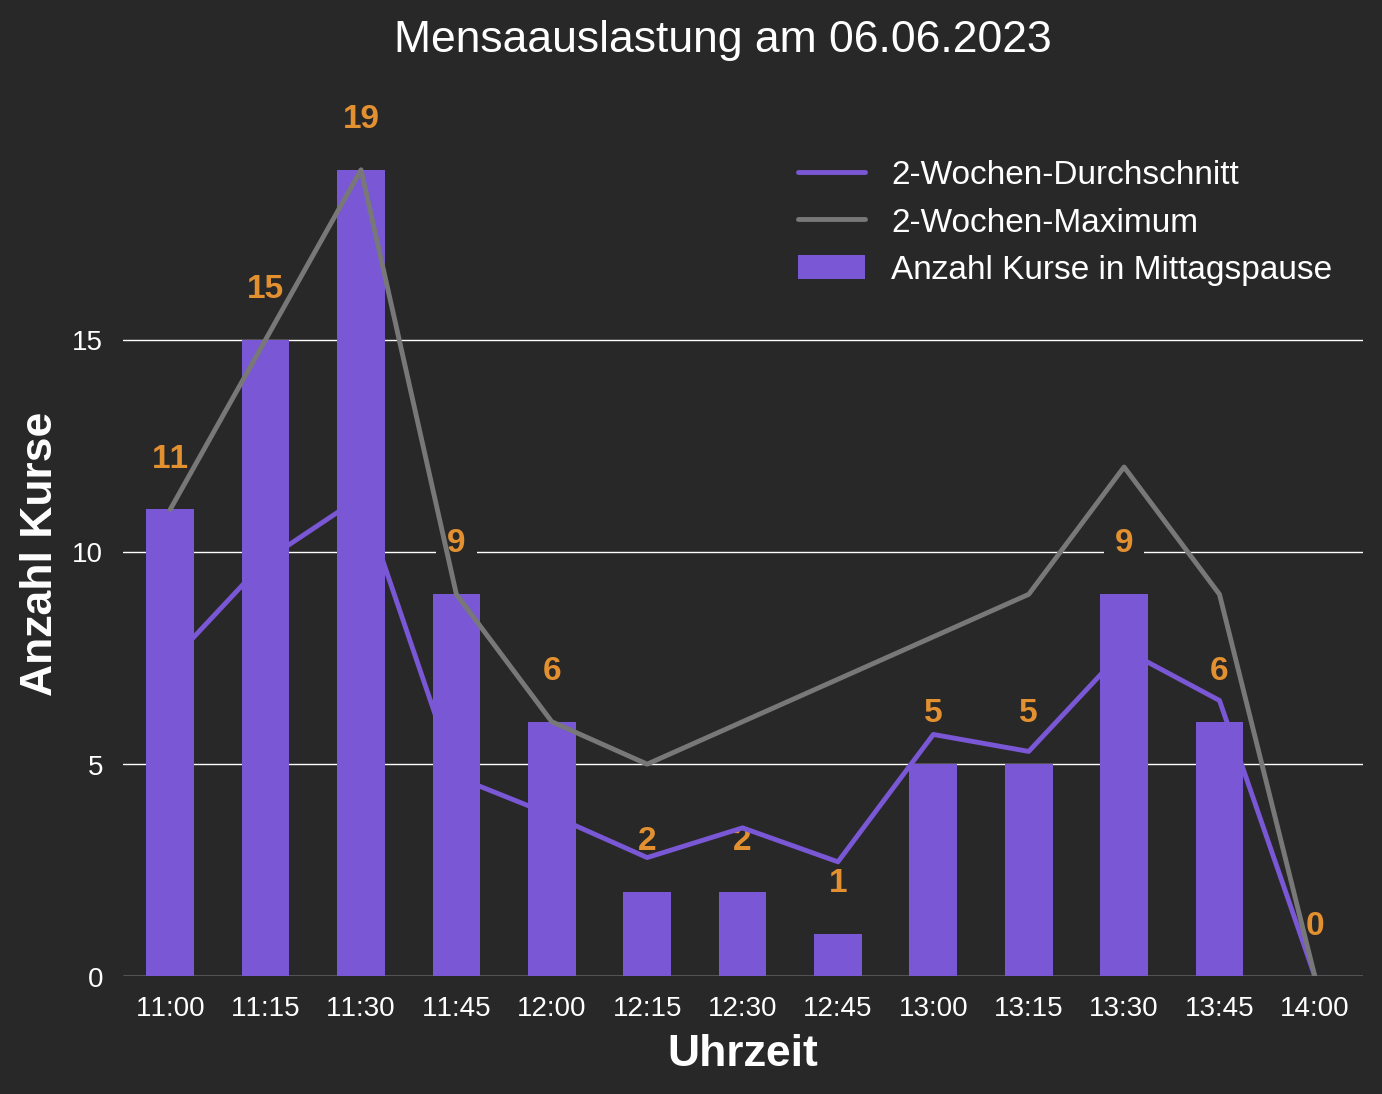 Mensaauslastung am 06.06.2023
2-Wochen-Durchschnitt
2-Wochen-Maximum
Anzahl Kurse in Mittagspause
Anzahl Kurse
15
10
5
0
11
15
19
9
6
2
2
1
5
5
9
6
0
11:00 11:15 11:30 11:45 12:00 12:15 12:30 12:45 13:00 13:15 13:30 13:45 14:00
Uhrzeit